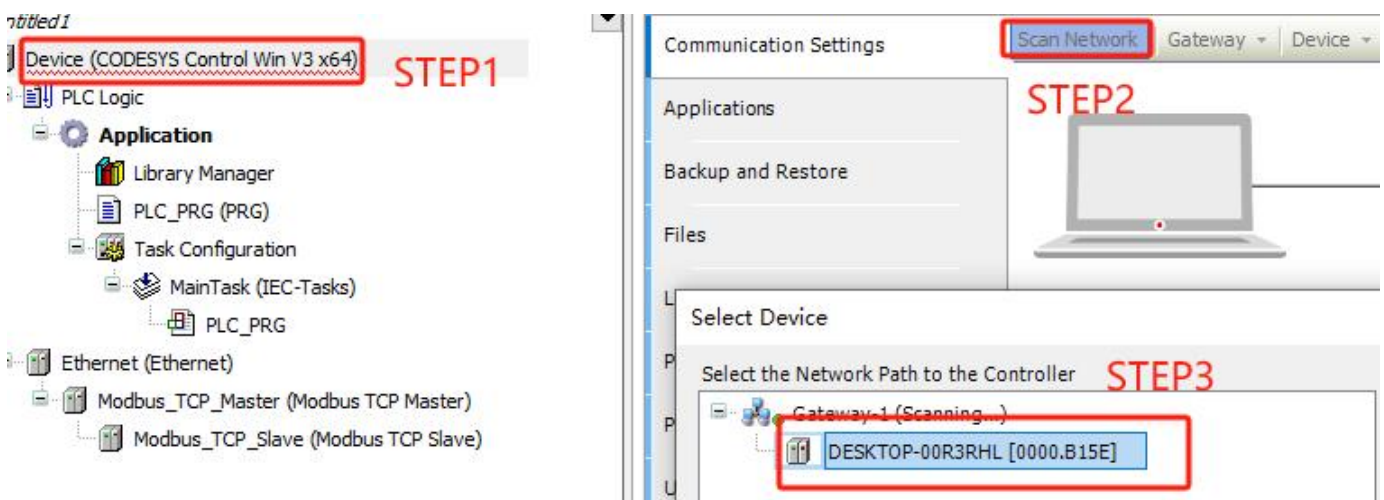 Device (CODESYS Control Win V3 x64)
STEP1
PLC Logic
Application
Library Manager
PLC_PRG (PRG)
Task Configuration
MainTask (IEC-Tasks)
PLC_PRG
Ethernet (Ethernet)
Modbus_TCP_Master (Modbus TCP Master)
Modbus_TCP_Slave (Modbus TCP Slave)
Communication Settings
Scan Network
Gateway
Device
STEP2
Applications
Backup and Restore
Files
Select Device
Select the Network Path to the Controller
STEP3
Gateway-1 (Scanning...)
DESKTOP-00R3RHL [0000.B15E]